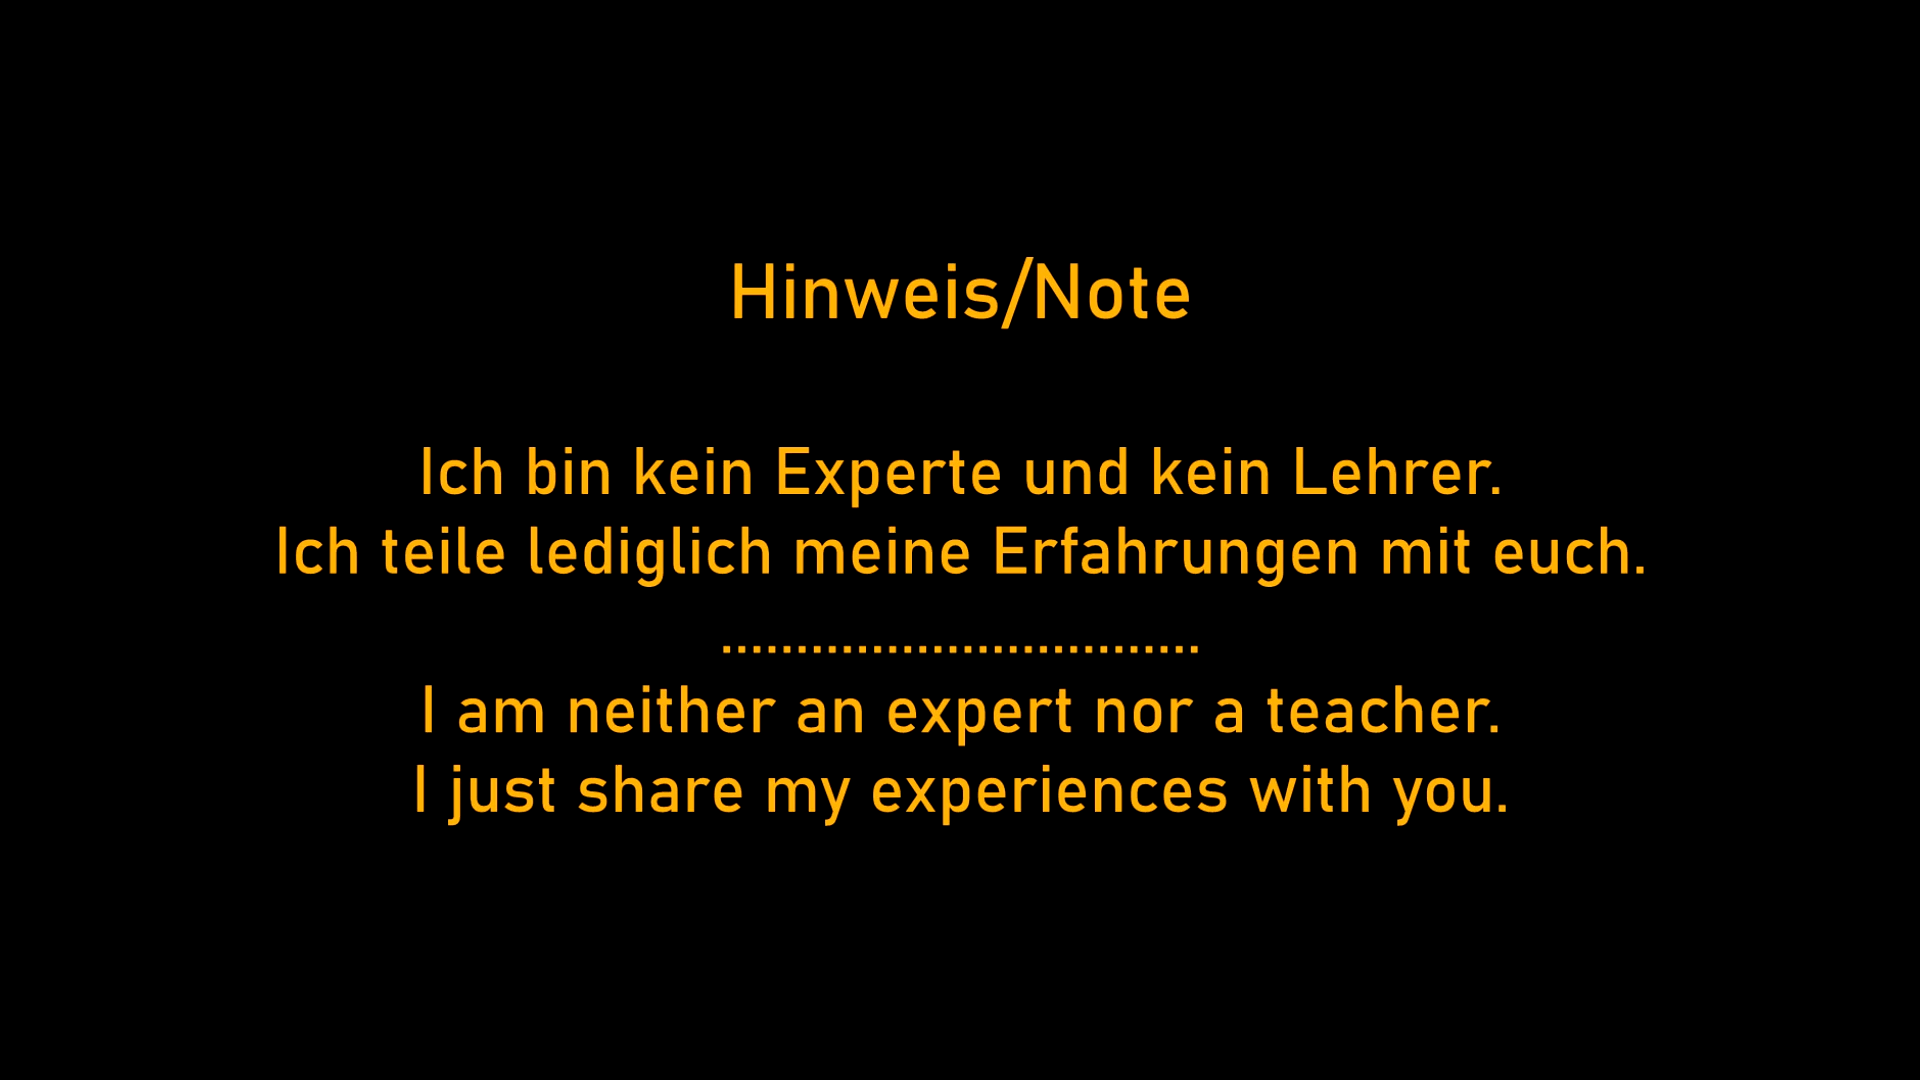 Hinweis/Note
Ich bin kein Experte und kein Lehrer.
Ich teile lediglich meine Erfahrungen mit euch.
................................
I am neither an expert nor a teacher.
I just share my experiences with you.